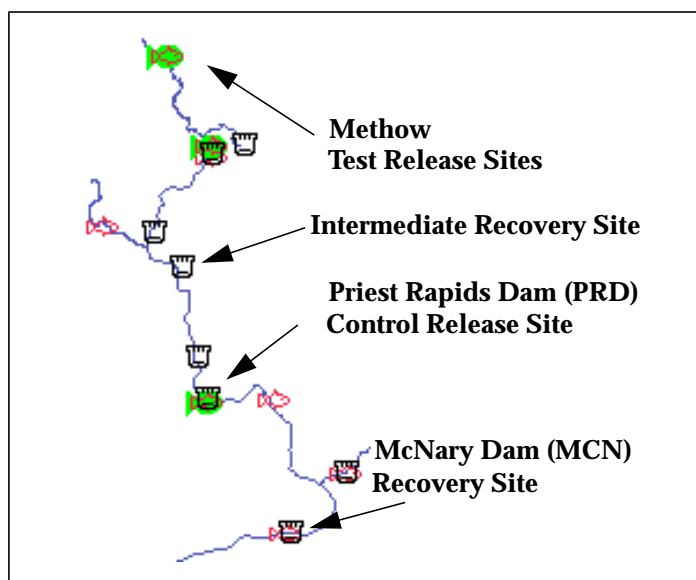 Methow
Test Release Sites
Intermediate Recovery Site
Priest Rapids Dam (PRD)
Control Release Site
McNary Dam (MCN)
Recovery Site